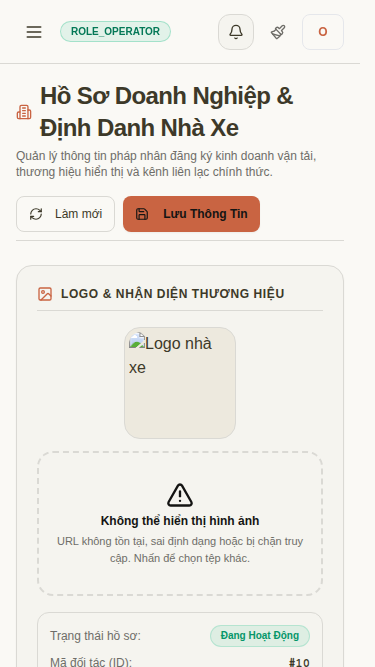 ROLE_OPERATOR
O
Hồ Sơ Doanh Nghiệp &
Định Danh Nhà Xe
Quản lý thông tin pháp nhân đăng ký kinh doanh vận tải,
thương hiệu hiển thị và kênh liên lạc chính thức.
Làm mới
Lưu Thông Tin
LOGO & NHẬN DIỆN THƯƠNG HIỆU
Logo nhà
xe
Không thể hiển thị hình ảnh
URL không tồn tại, sai định dạng hoặc bị chặn truy
cập. Nhấn để chọn tệp khác.
Trạng thái hồ sơ:
Đang Hoạt Động
Mã đối tác (ID):
#10